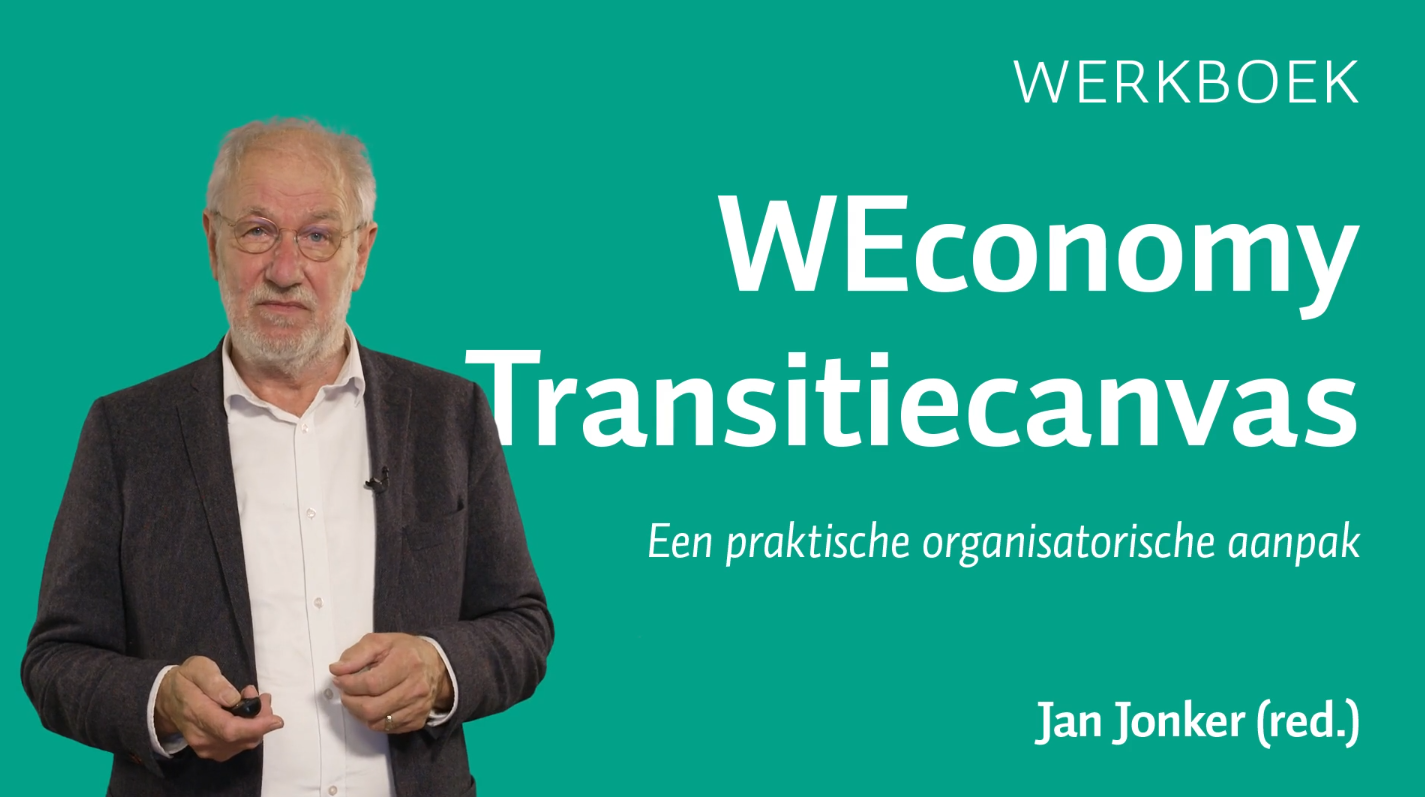 WERKBOEK
WEconomy
Transitiecanvas
Een praktische organisatorische aanpak
Jan Jonker (red.)